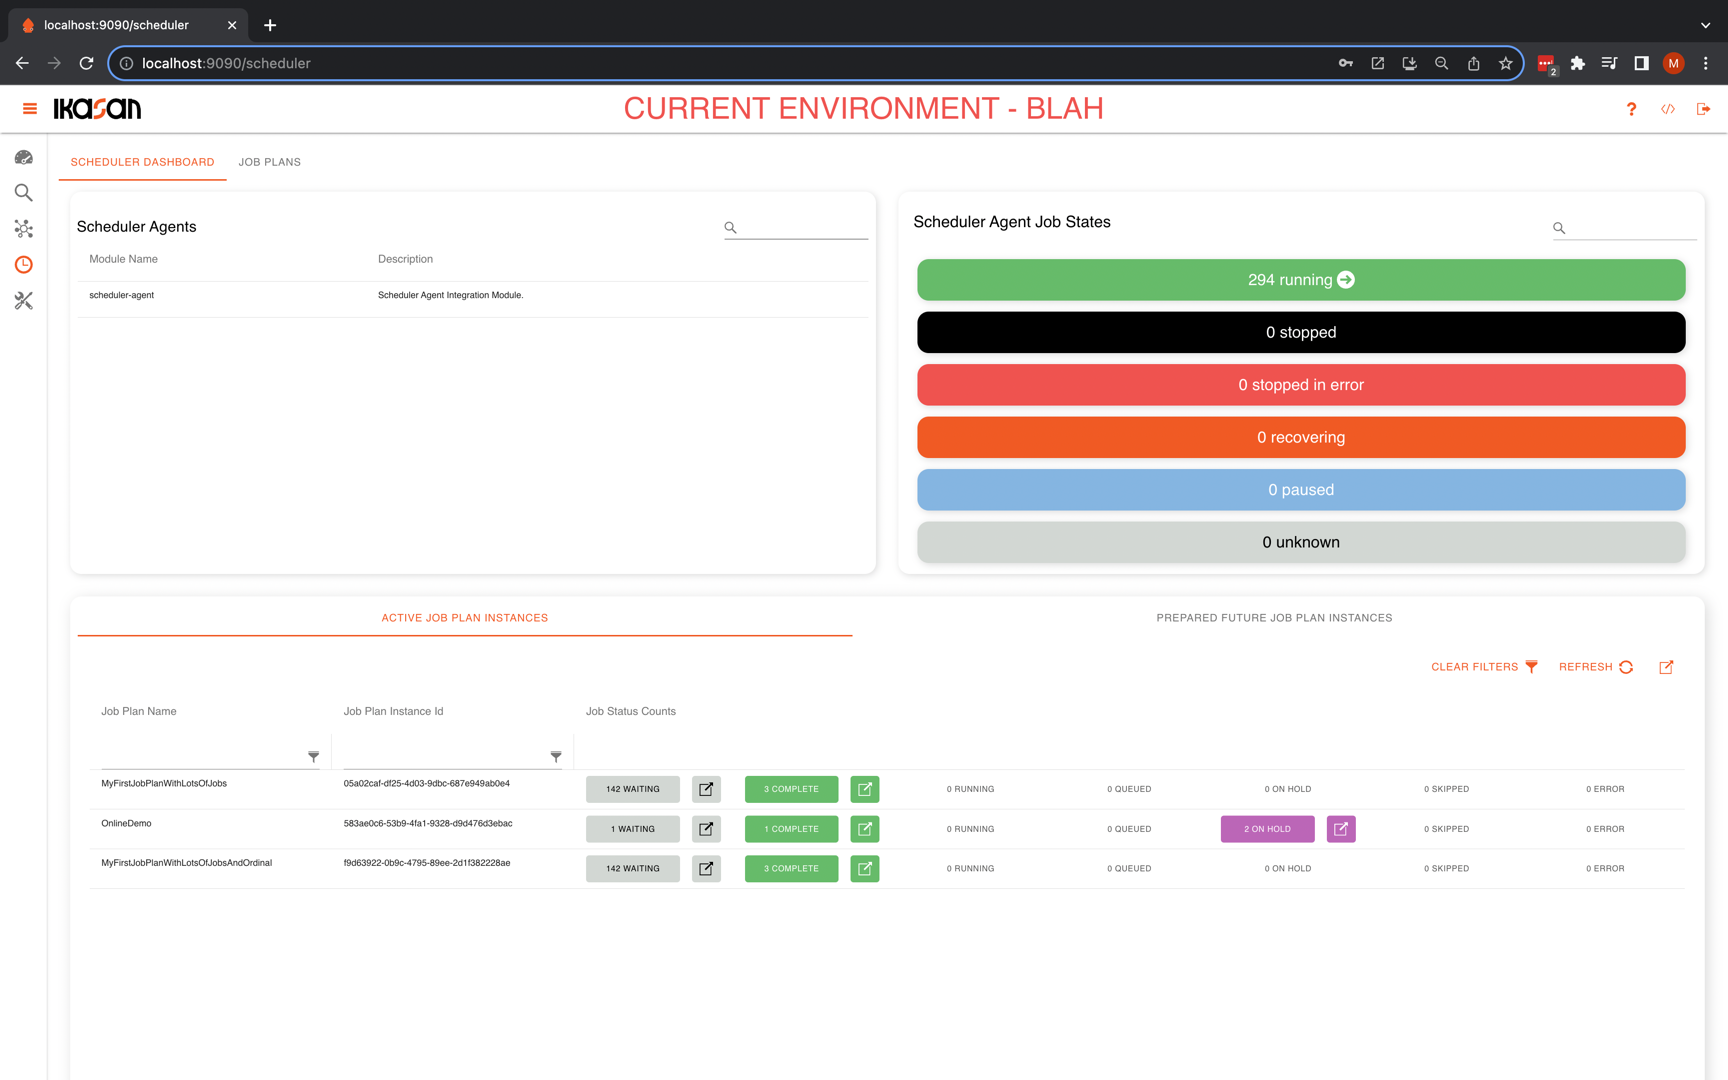 localhost:9090/scheduler
localhost:9090/scheduler
2
M
IKASAN
CURRENT ENVIRONMENT - BLAH
?
</>
SCHEDULER DASHBOARD
JOB PLANS
Scheduler Agents
Module Name
Description
scheduler-agent
Scheduler Agent Integration Module.
Scheduler Agent Job States
294 running
0 stopped
0 stopped in error
0 recovering
0 paused
0 unknown
ACTIVE JOB PLAN INSTANCES
PREPARED FUTURE JOB PLAN INSTANCES
CLEAR FILTERS
REFRESH
Job Plan Name
Job Plan Instance Id
Job Status Counts
MyFirstJobPlanWithLotsOfJobs 05a02caf-df25-4d03-9dbc-687e949ab0e4 142 WAITING 3 COMPLETE 0 RUNNING 0 QUEUED 0 ON HOLD 0 SKIPPED 0 ERROR
OnlineDemo 583ae0c6-53b9-4fa1-9328-d9d476d3ebac 1 WAITING 1 COMPLETE 0 RUNNING 0 QUEUED 2 ON HOLD 0 SKIPPED 0 ERROR
MyFirstJobPlanWithLotsOfJobsAndOrdinal f9d63922-0b9c-4795-89ee-2d1f382228ae 142 WAITING 3 COMPLETE 0 RUNNING 0 QUEUED 0 ON HOLD 0 SKIPPED 0 ERROR